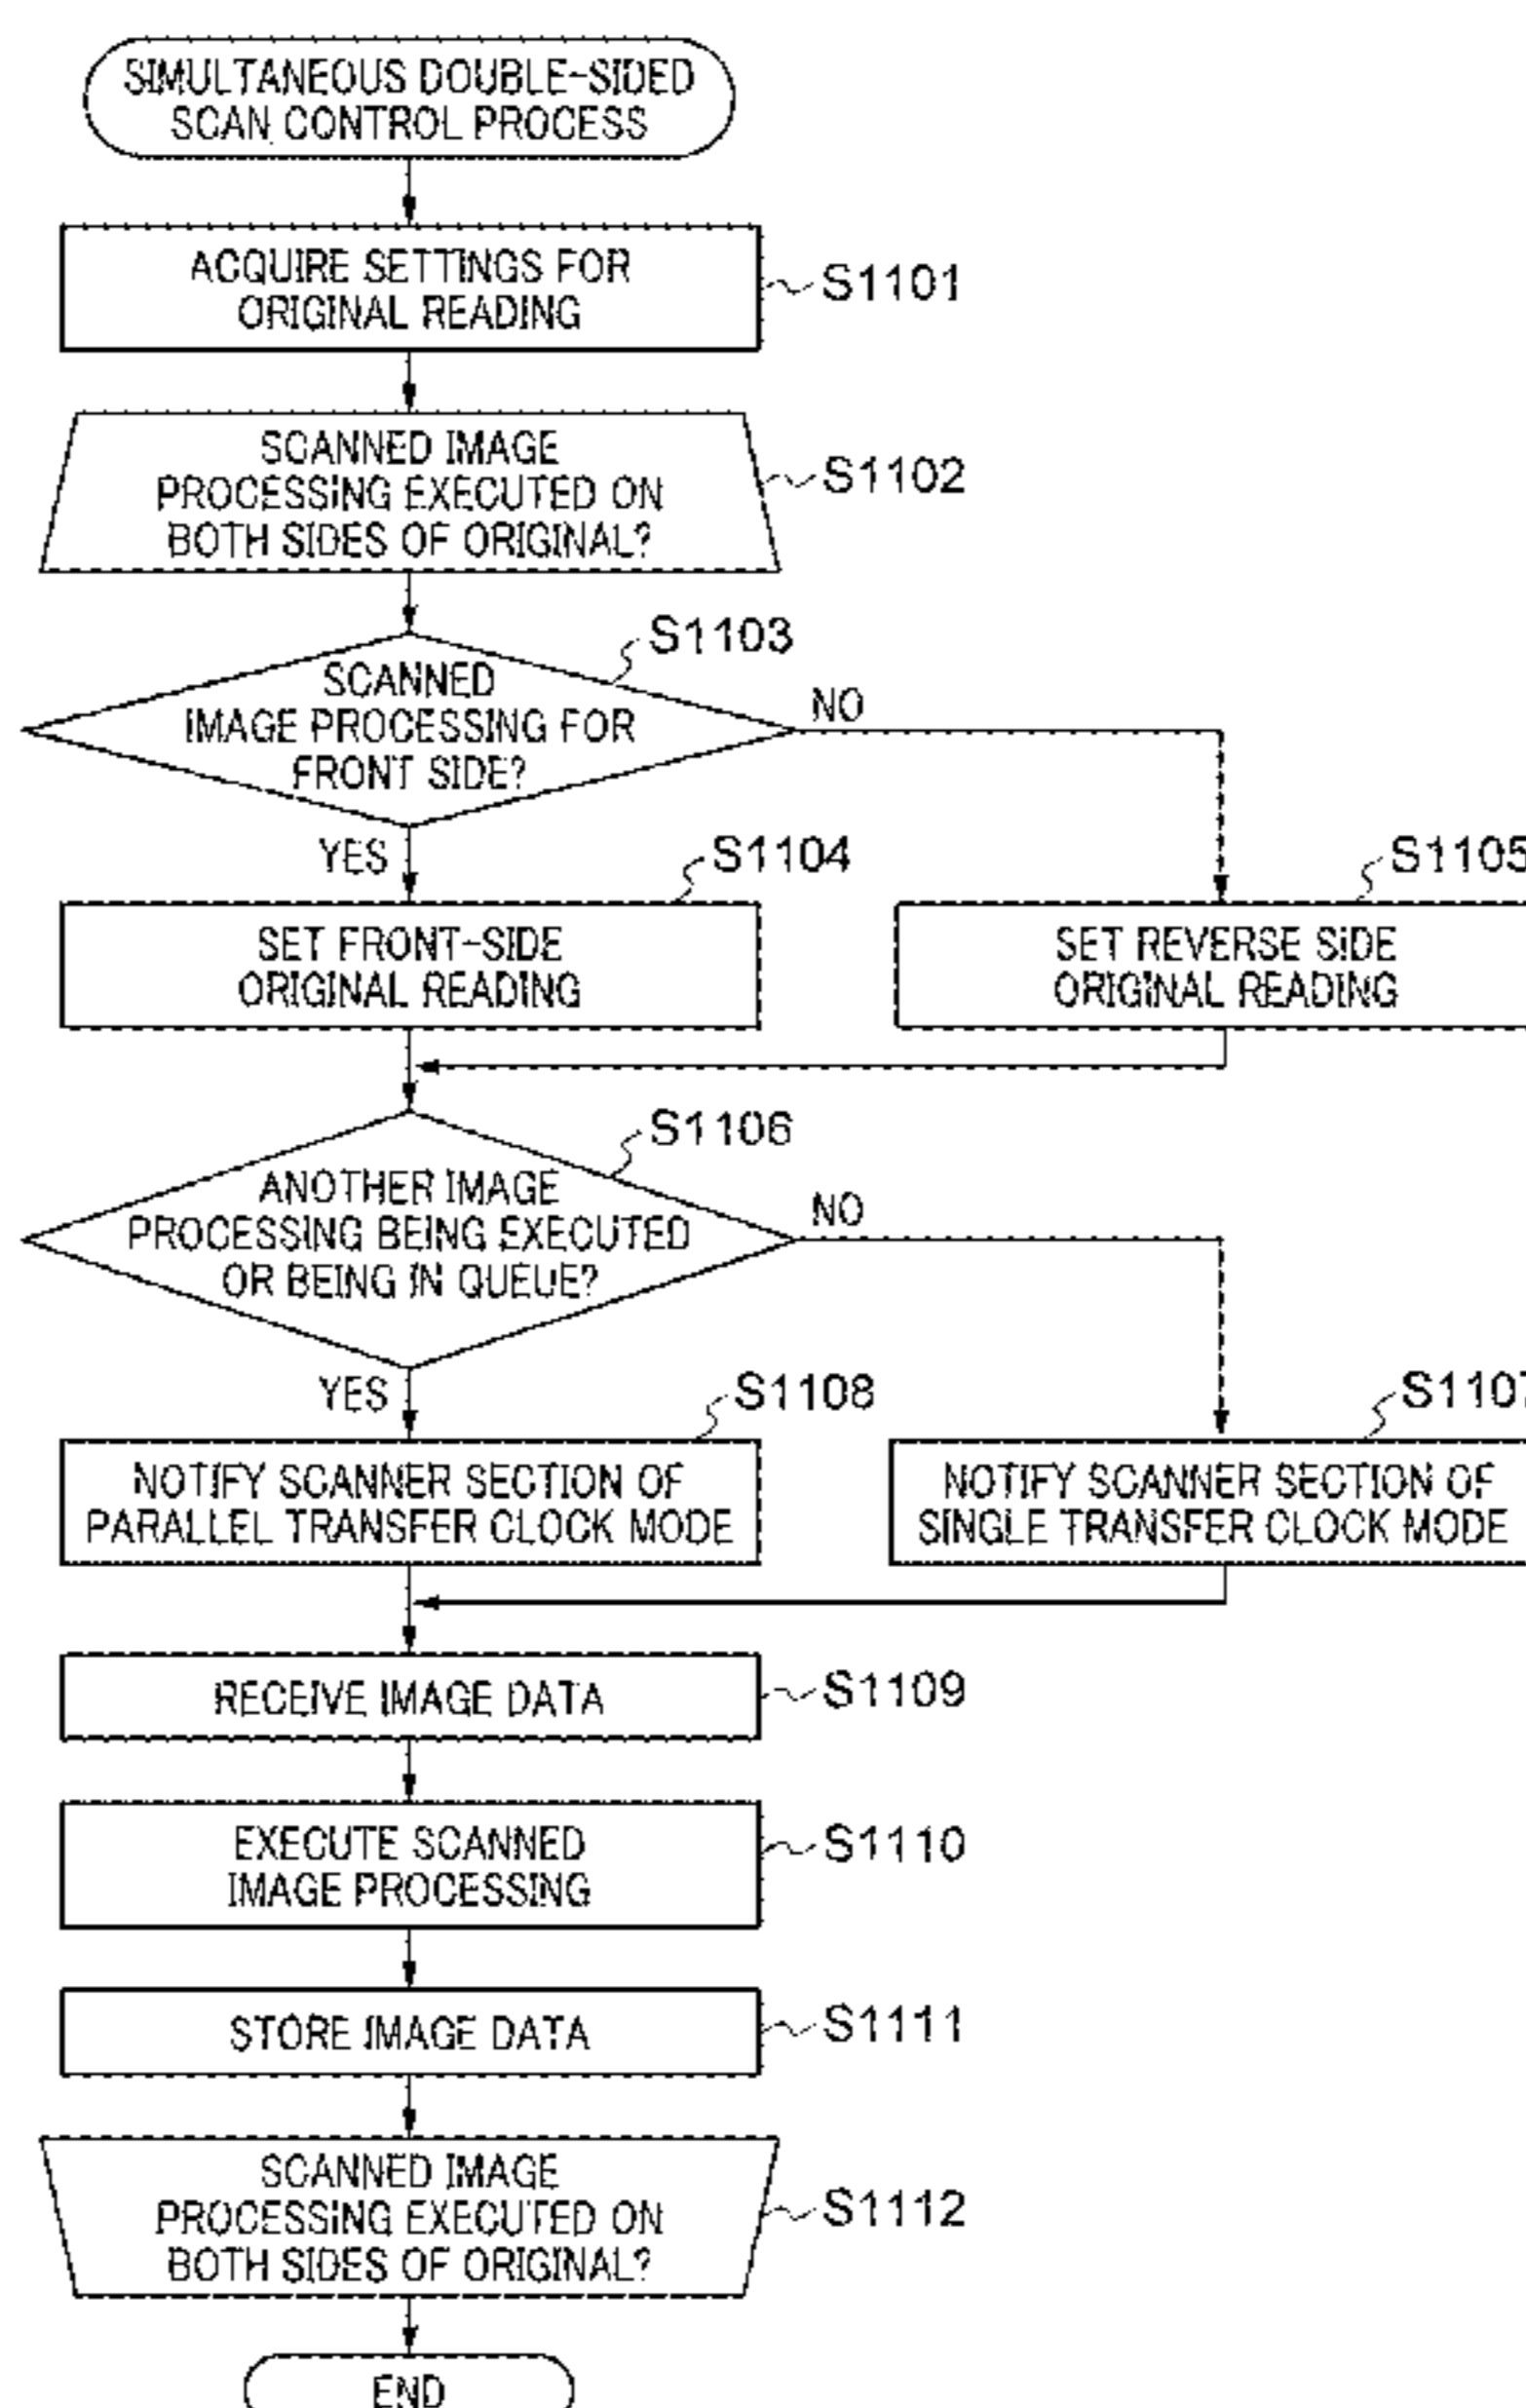 SIMULTANEOUS DOUBLE-SIDED
SCAN CONTROL PROCESS
ACQUIRE SETTINGS FOR
ORIGINAL READING
S1101
SCANNED IMAGE
PROCESSING EXECUTED ON
BOTH SIDES OF ORIGINAL?
S1102
S1103
SCANNED
IMAGE PROCESSING FOR
FRONT SIDE?
NO
YES
S1104
S1105
SET FRONT-SIDE
ORIGINAL READING
SET REVERSE SIDE
ORIGINAL READING
S1106
ANOTHER IMAGE
PROCESSING BEING EXECUTED
OR BEING IN QUEUE?
NO
YES
S1108
S1107
NOTIFY SCANNER SECTION OF
PARALLEL TRANSFER CLOCK MODE
NOTIFY SCANNER SECTION OF
SINGLE TRANSFER CLOCK MODE
RECEIVE IMAGE DATA
S1109
EXECUTE SCANNED
IMAGE PROCESSING
S1110
STORE IMAGE DATA
S1111
SCANNED IMAGE
PROCESSING EXECUTED ON
BOTH SIDES OF ORIGINAL?
S1112
END